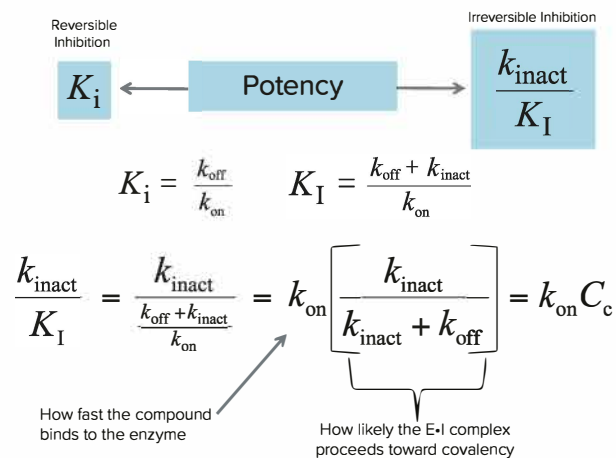 Reversible Inhibition
Irreversible Inhibition
K_i
Potency
k_inact / K_I
K_i = k_off / k_on
K_I = (k_off + k_inact) / k_on
k_inact / K_I = k_inact / ((k_off + k_inact) / k_on) = k_on [k_inact / (k_inact + k_off)] = k_on C_c
How fast the compound
binds to the enzyme
How likely the E•I complex
proceeds toward covalency